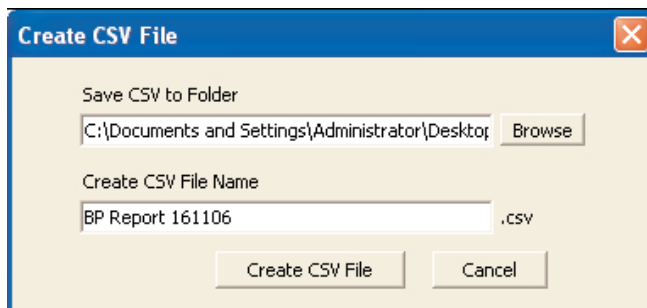 Create CSV File
Save CSV to Folder
C:\Documents and Settings\Administrator\Desktop Browse
Create CSV File Name
BP Report 161106 .csv
Create CSV File Cancel